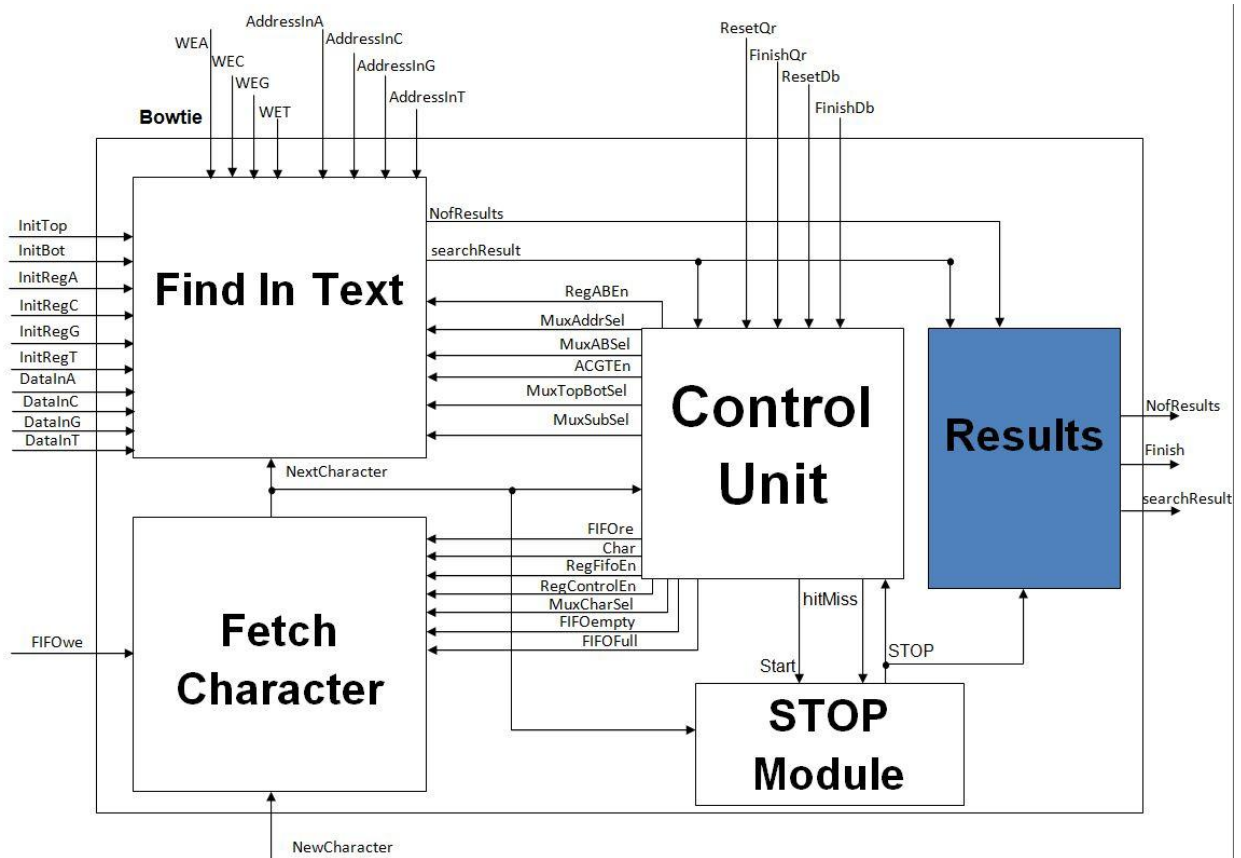 ResetQr
AddressInA
AddressInC
WEA
FinishQr
WEC
AddressInG
ResetDb
WEG
AddressInT
FinishDb
WET
Bowtie
NofResults
InitTop
searchResult
InitBot
InitRegA
Find In Text
RegABEn
InitRegC
MuxAddrSel
InitRegG
MuxABSel
InitRegT
ACGTEn
DataInA
MuxTopBotSel
DataInC
MuxSubSel
DataInG
DataInT
Control
Unit
Results
NofResults
Finish
searchResult
NextCharacter
FIFOre
Char
RegFifoEn
RegControlEn
MuxCharSel
FIFOempty
FIFOFull
hitMiss
Fetch
Character
FIFOwe
Start
STOP
STOP
Module
NewCharacter